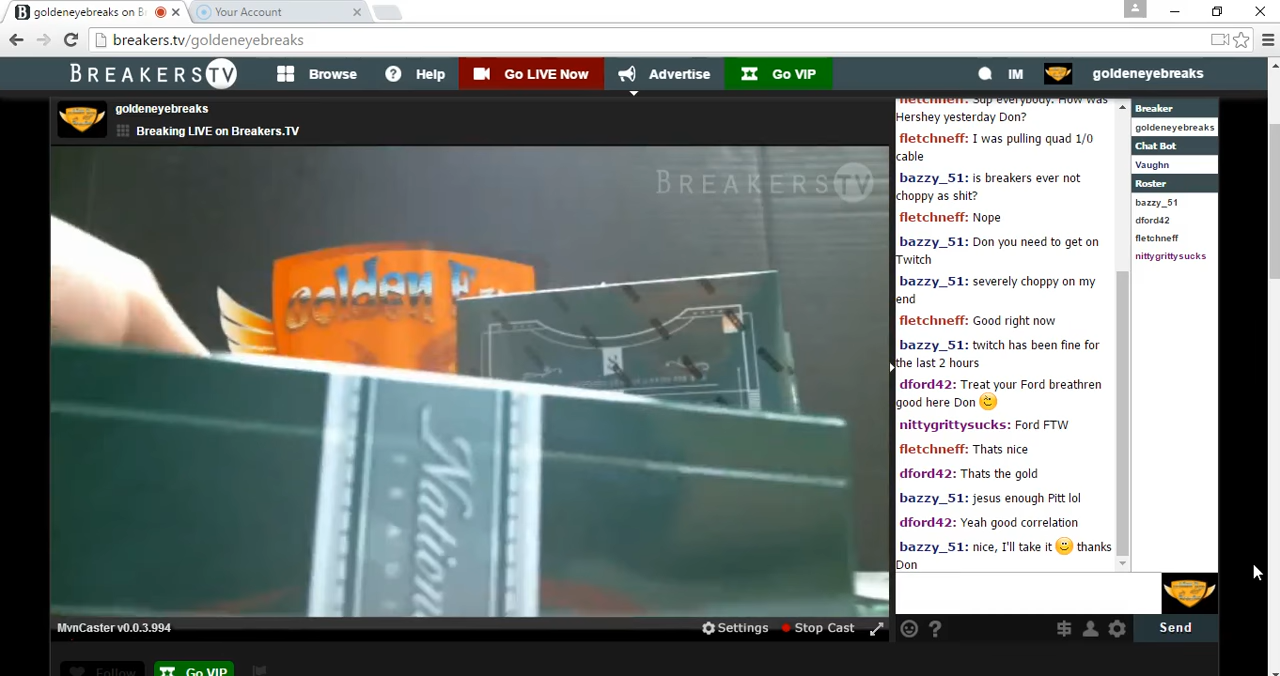 goldeneyebreaks on B
Your Account
breakers.tv/goldeneyebreaks
BREAKERSTV
Browse
Help
Go LIVE Now
Advertise
Go VIP
IM
goldeneyebreaks
goldeneyebreaks
Breaking LIVE on Breakers.TV
BREAKERSTV
Golden
Nation
MvnCaster v0.0.3.994
Settings
Stop Cast
Follow
Go VIP
fletchneff: Sup everybody. How was
Hershey yesterday Don?
fletchneff: I was pulling quad 1/0
cable
bazzy_51: is breakers ever not
choppy as shit?
fletchneff: Nope
bazzy_51: Don you need to get on
Twitch
bazzy_51: severely choppy on my
end
fletchneff: Good right now
bazzy_51: twitch has been fine for
the last 2 hours
dford42: Treat your Ford breathren
good here Don
nittygrittysucks: Ford FTW
fletchneff: Thats nice
dford42: Thats the gold
bazzy_51: jesus enough Pitt lol
dford42: Yeah good correlation
bazzy_51: nice, I'll take it thanks
Don
Send
Breaker
goldeneyebreaks
Chat Bot
Vaughn
Roster
bazzy_51
dford42
fletchneff
nittygrittysucks